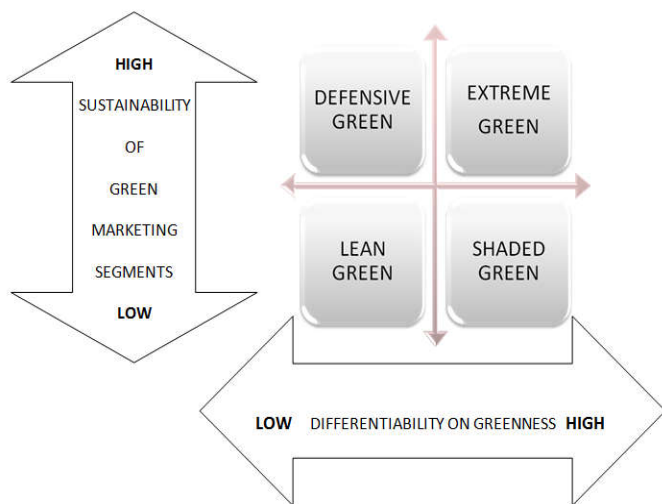 HIGH
SUSTAINABILITY
OF
GREEN
MARKETING
SEGMENTS
LOW
DEFENSIVE
GREEN
EXTREME
GREEN
LEAN
GREEN
SHADED
GREEN
LOW DIFFERENTIABILITY ON GREENNESS HIGH